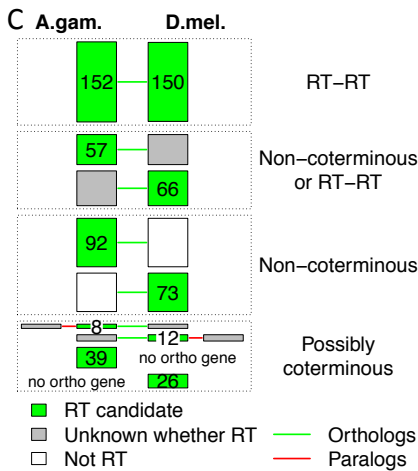 C A.gam. D.mel.
152 150 RT−RT
57
Non−coterminous
or RT−RT
66
92
Non−coterminous
73
8
12
39 no ortho gene
Possibly
coterminous
no ortho gene 26
RT candidate
Unknown whether RT Orthologs
Not RT Paralogs